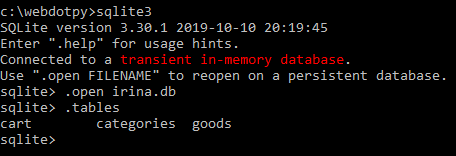 c:\webdotpy>sqlite3
SQLite version 3.30.1 2019-10-10 20:19:45
Enter ".help" for usage hints.
Connected to a transient in-memory database.
Use ".open FILENAME" to reopen on a persistent database.
sqlite> .open irina.db
sqlite> .tables
cart        categories  goods
sqlite>